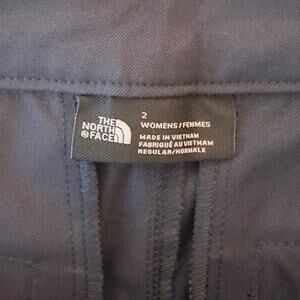 THE
NORTH
FACE
2
WOMENS/FEMMES
MADE IN VIETNAM
FABRIQUÉ AU VIETNAM
REGULAR/NORMALE